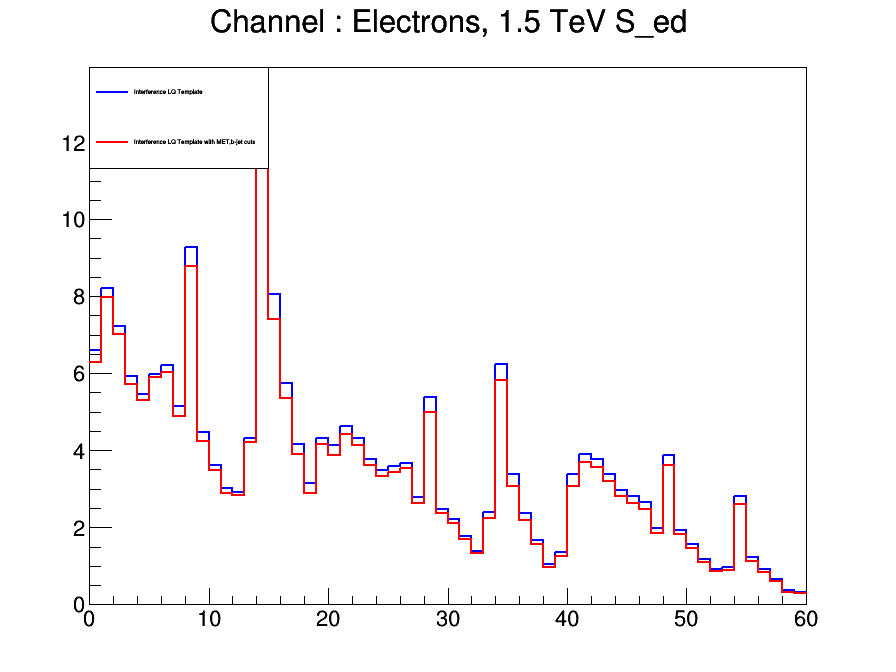 Channel : Electrons, 1.5 TeV S_ed
Interference LQ Template
Interference LQ Template with MET,b-jet cuts
12
10
8
6
4
2
0
0 10 20 30 40 50 60